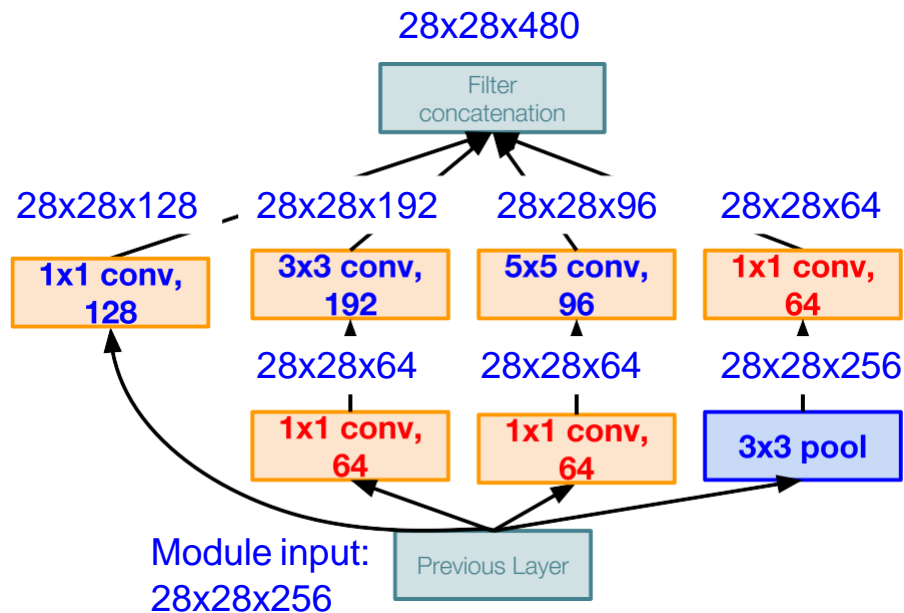 28x28x480
Filter
concatenation
28x28x128
28x28x192
28x28x96
28x28x64
1x1 conv,
128
3x3 conv,
192
5x5 conv,
96
1x1 conv,
64
28x28x64
28x28x64
28x28x256
1x1 conv,
64
1x1 conv,
64
3x3 pool
Module input:
28x28x256
Previous Layer